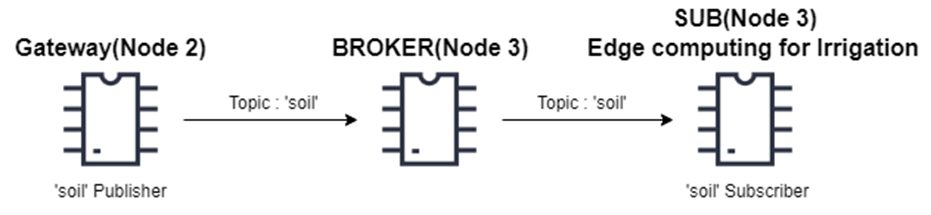 SUB(Node 3)
Gateway(Node 2)
BROKER(Node 3)
Edge computing for Irrigation
Topic : 'soil'
Topic : 'soil'
'soil' Publisher
'soil' Subscriber